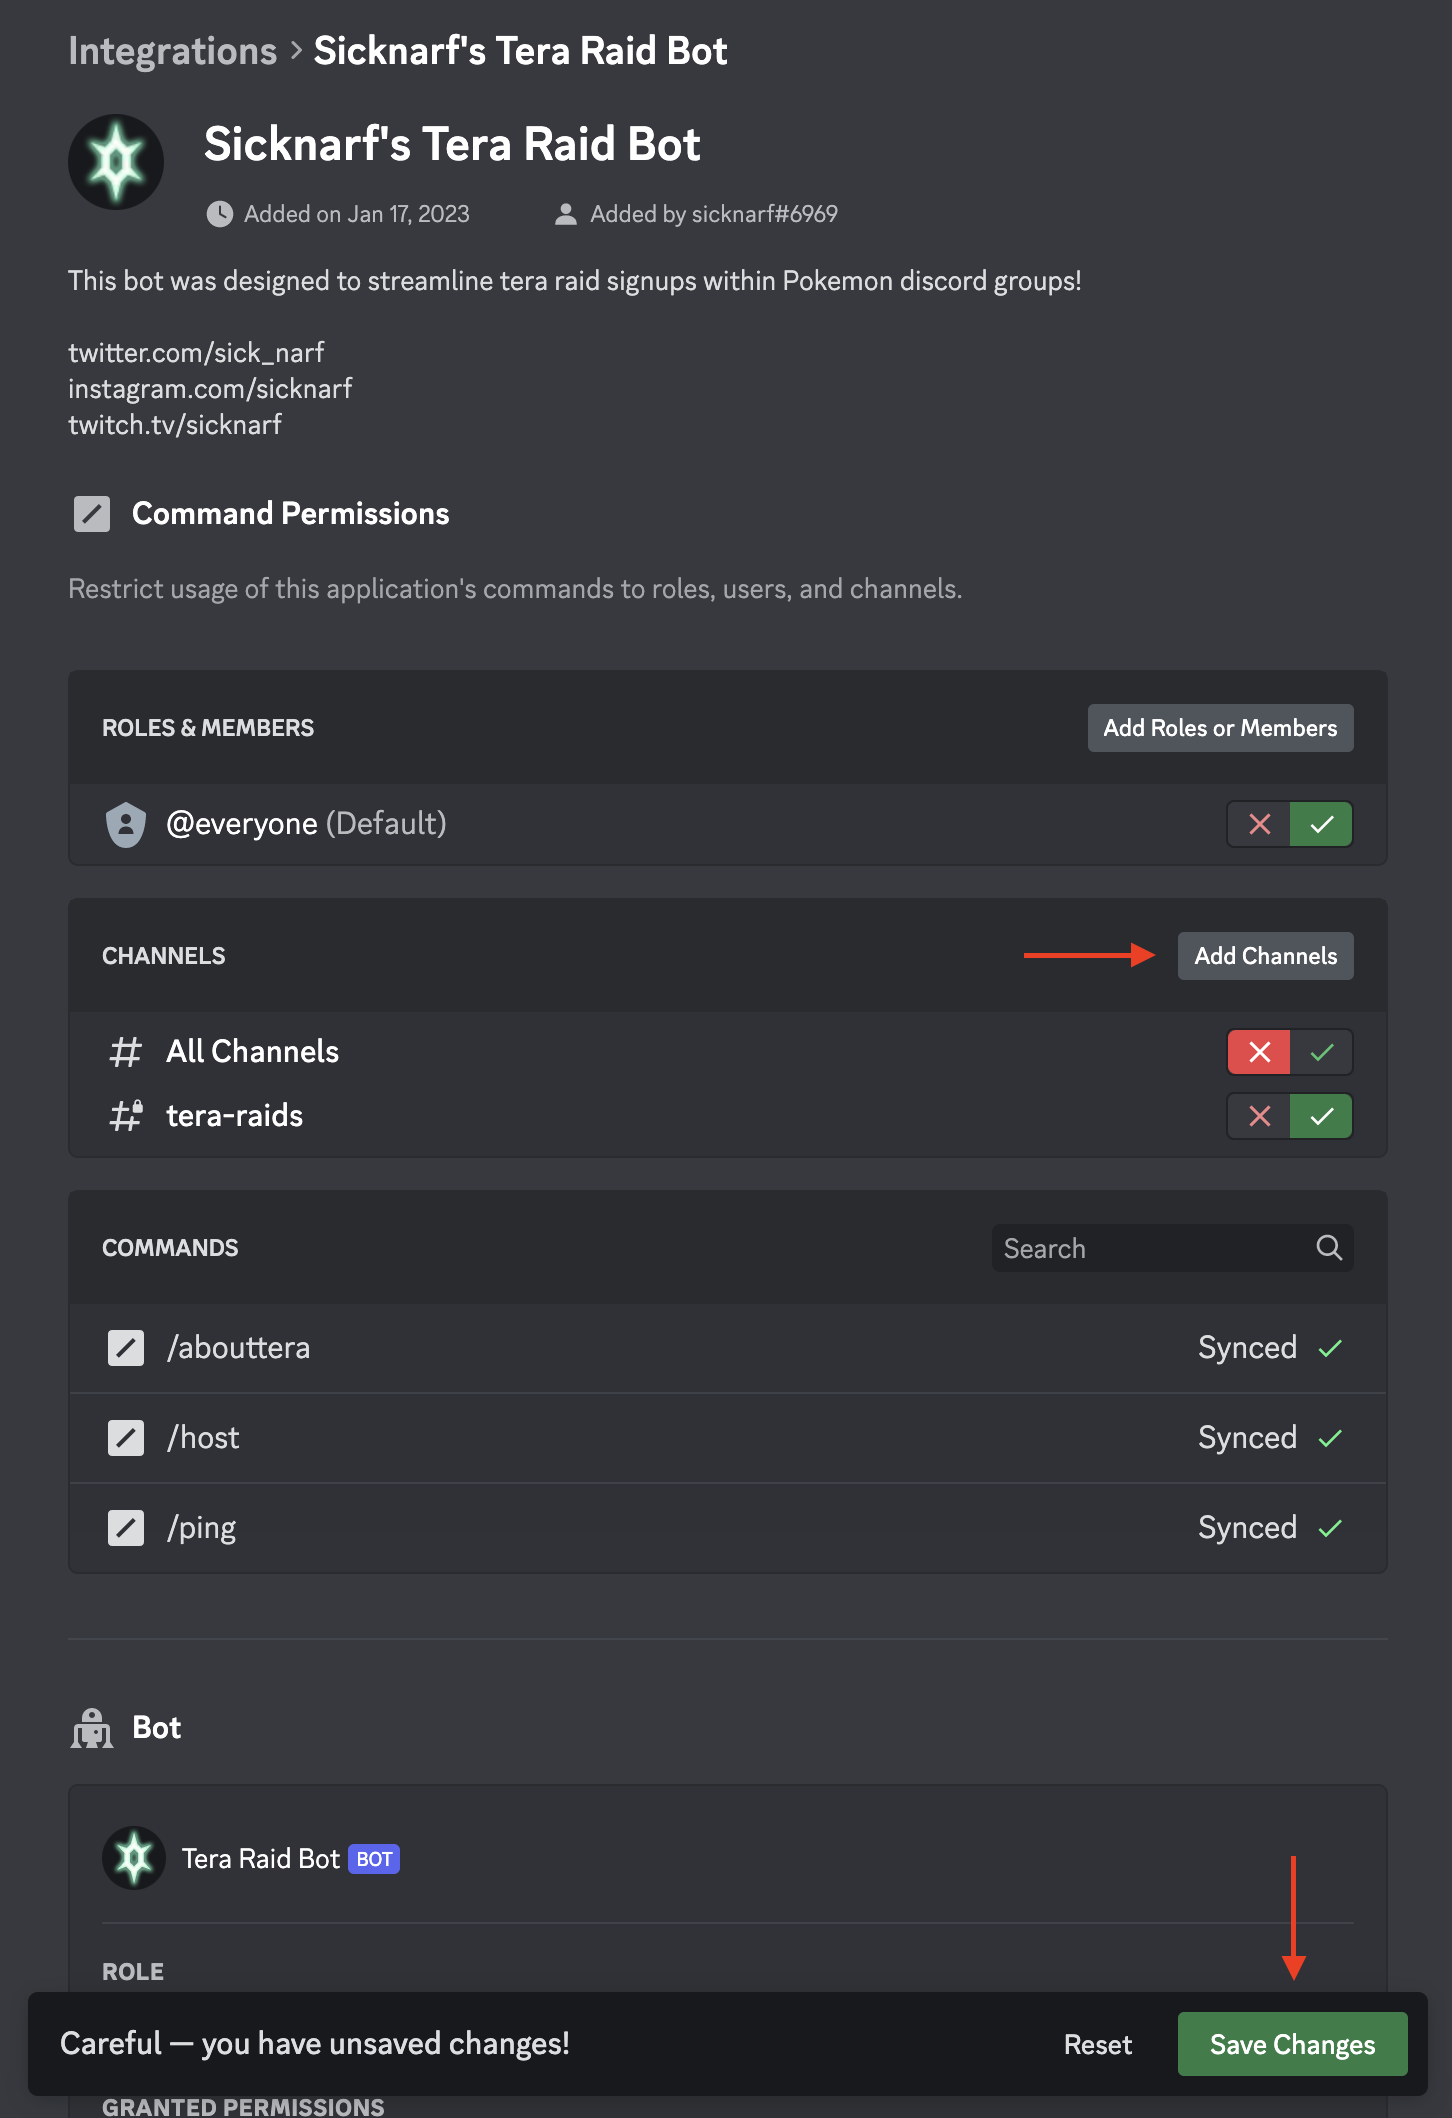 Integrations > Sicknarf's Tera Raid Bot
Sicknarf's Tera Raid Bot
Added on Jan 17, 2023 Added by sicknarf#6969
This bot was designed to streamline tera raid signups within Pokemon discord groups!
twitter.com/sick_narf
instagram.com/sicknarf
twitch.tv/sicknarf
Command Permissions
Restrict usage of this application's commands to roles, users, and channels.
ROLES & MEMBERS Add Roles or Members
@everyone (Default)
CHANNELS Add Channels
# All Channels
# tera-raids
COMMANDS Search
/abouttera Synced
/host Synced
/ping Synced
Bot
Tera Raid Bot BOT
ROLE
Careful — you have unsaved changes! Reset Save Changes
GRANTED PERMISSIONS